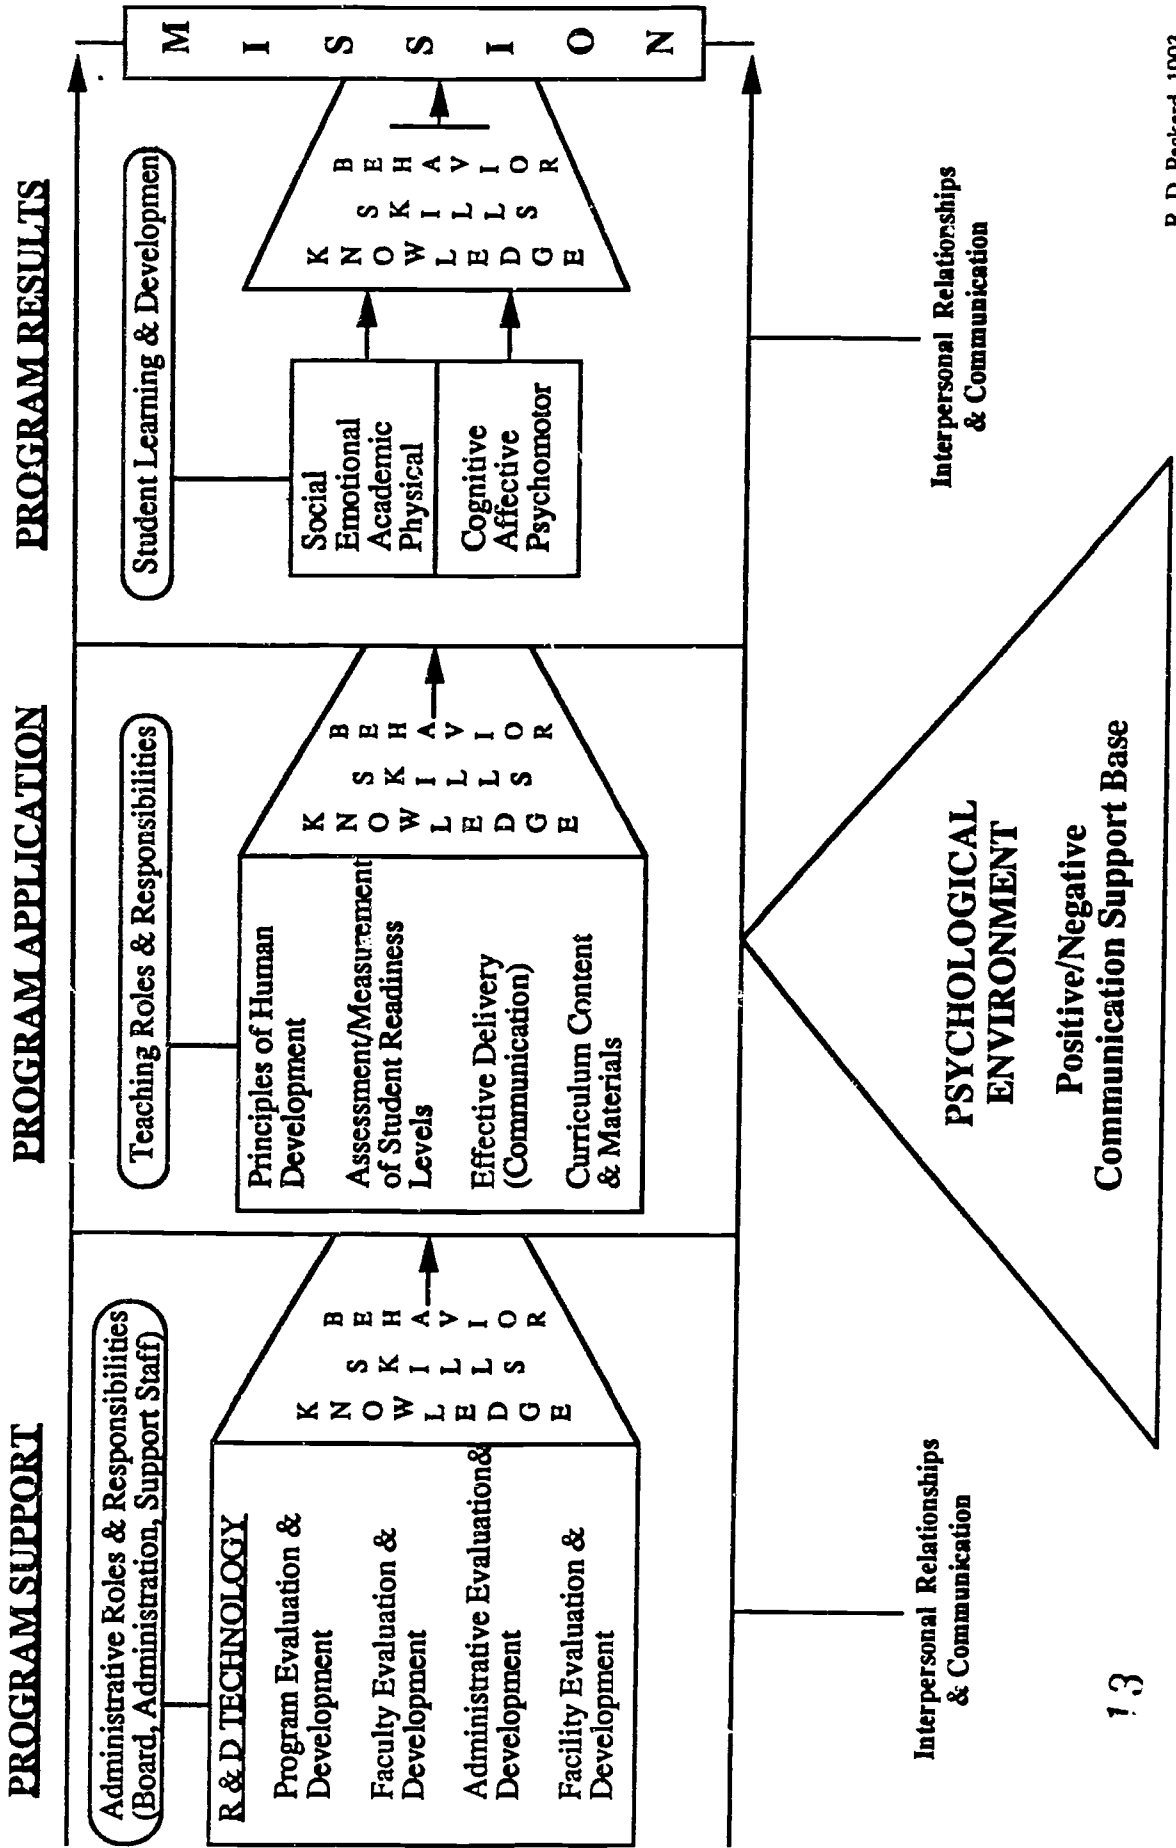 PROGRAM SUPPORT
Administrative Roles & Responsibilities
(Board, Administration, Support Staff)
R & D TECHNOLOGY
Program Evaluation &
Development
Faculty Evaluation &
Development
Administrative Evaluation&
Development
Facility Evaluation &
Development
KNOWLEDGE
SKILLS
BEHAVIOR
PROGRAM APPLICATION
Teaching Roles & Responsibilities
Principles of Human
Development
Assessment/Measurement
of Student Readiness
Levels
Effective Delivery
(Communication)
Curriculum Content
& Materials
KNOWLEDGE
SKILLS
BEHAVIOR
PROGRAM RESULTS
Student Learning & Development
Social
Emotional
Academic
Physical
Cognitive
Affective
Psychomotor
KNOWLEDGE
SKILLS
BEHAVIOR
MISSION
Interpersonal Relationships
& Communication
PSYCHOLOGICAL
ENVIRONMENT
Positive/Negative
Communication Support Base
Interpersonal Relationships
& Communication
13